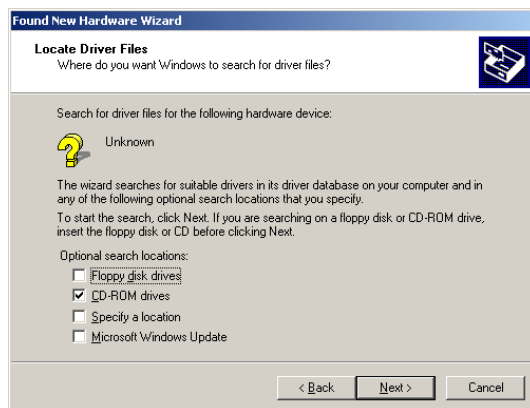 Found New Hardware Wizard
Locate Driver Files
Where do you want Windows to search for driver files?
Search for driver files for the following hardware device:
Unknown
The wizard searches for suitable drivers in its driver database on your computer and in
any of the following optional search locations that you specify.
To start the search, click Next. If you are searching on a floppy disk or CD-ROM drive,
insert the floppy disk or CD before clicking Next.
Optional search locations:
Floppy disk drives
CD-ROM drives
Specify a location
Microsoft Windows Update
< Back Next > Cancel